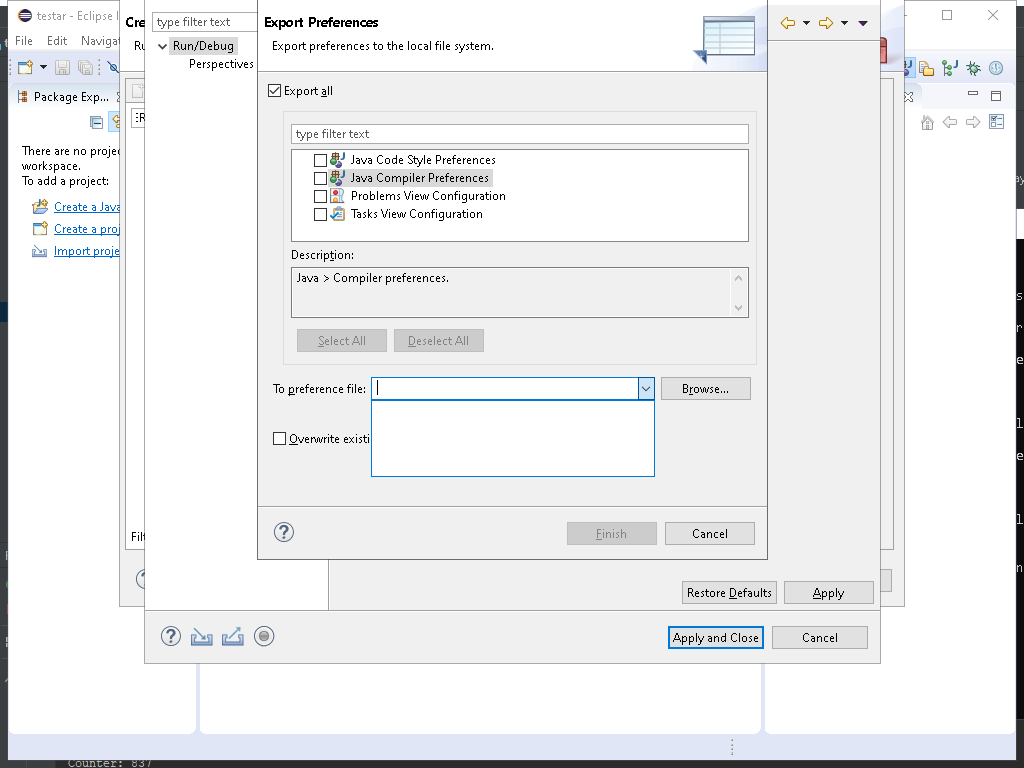 testar - Eclipse I
File Edit Navigat
Package Exp...
There are no projec
workspace.
To add a project:
Create a Java
Create a proj
Import proje
Cre
Ru
Filt
type filter text
Run/Debug
Perspectives
Export Preferences
Export preferences to the local file system.
Export all
type filter text
Java Code Style Preferences
Java Compiler Preferences
Problems View Configuration
Tasks View Configuration
Description:
Java > Compiler preferences.
Select All Deselect All
To preference file: Browse...
Overwrite existi
Finish Cancel
Restore Defaults Apply
Apply and Close Cancel
Counter: 837